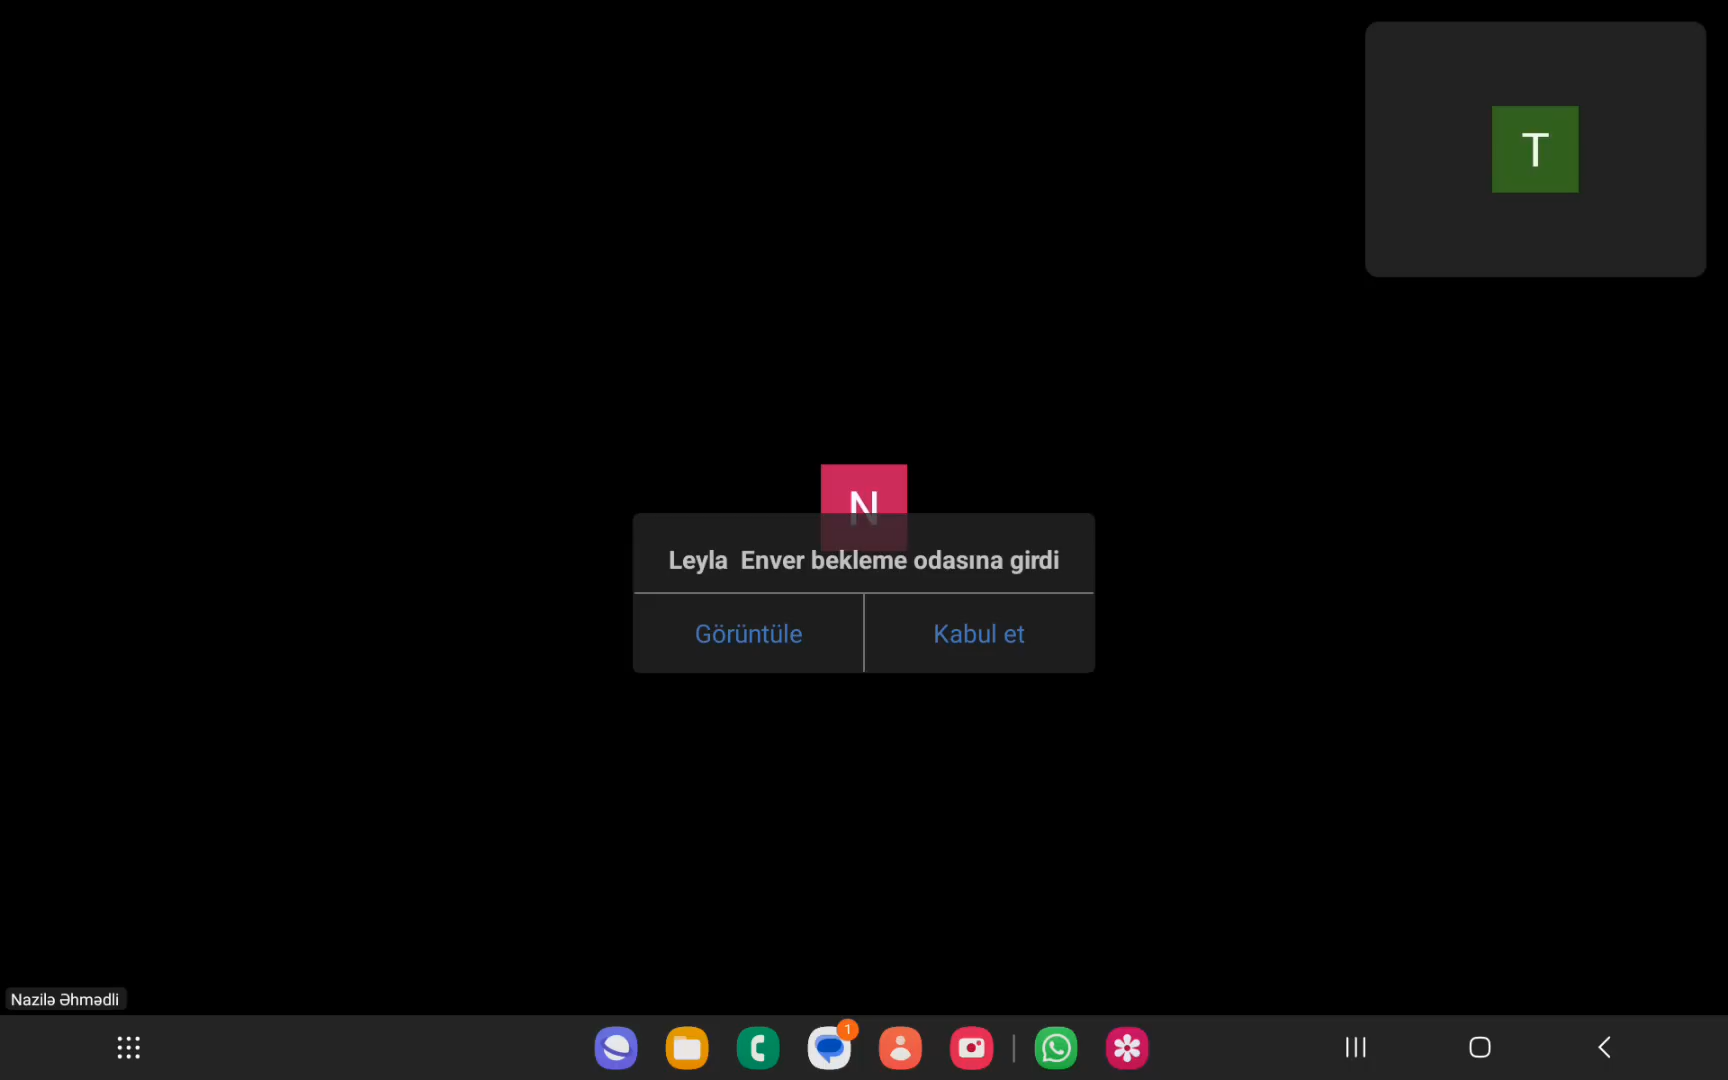 T
N
Leyla  Enver bekleme odasına girdi
Görüntüle
Kabul et
Nazilə Əhmədli
1